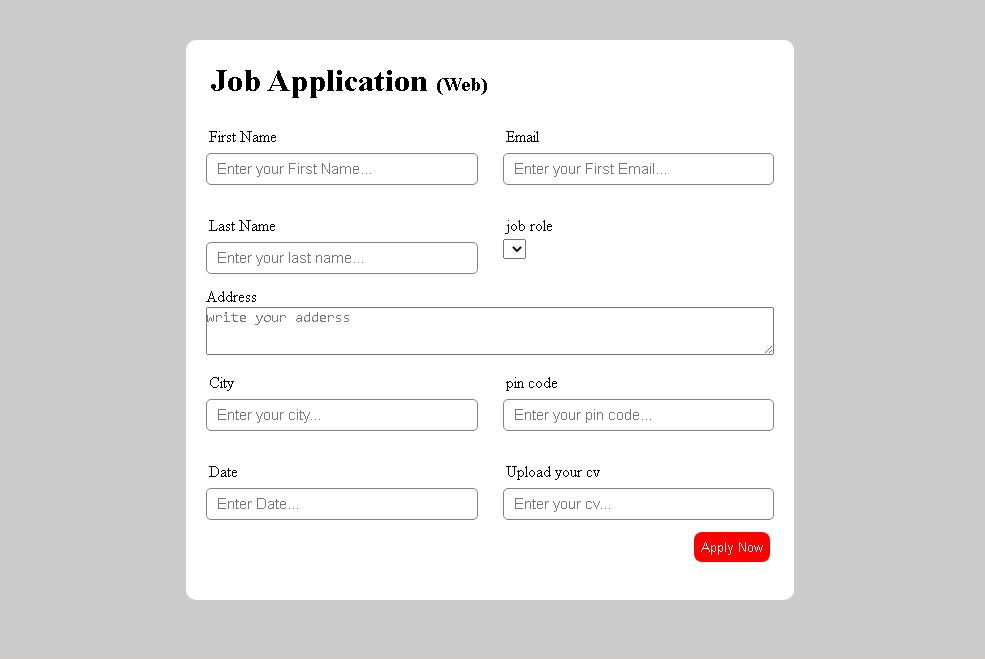 Job Application (Web)
First Name
Email
Enter your First Name...
Enter your First Email...
Last Name
job role
Enter your last name...
Address
write your adderss
City
pin code
Enter your city...
Enter your pin code...
Date
Upload your cv
Enter Date...
Enter your cv...
Apply Now